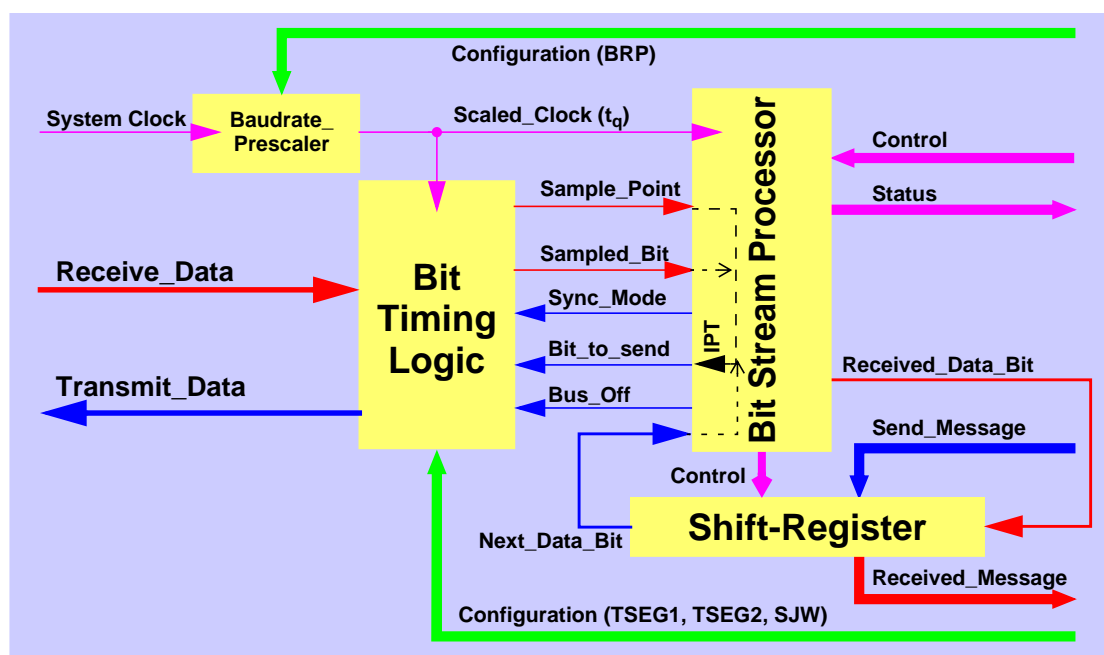 Configuration (BRP)
System Clock
Baudrate_
Prescaler
Scaled_Clock (tq)
Control
Status
Sample_Point
Sampled_Bit
Sync_Mode
Bit_to_send
Bus_Off
Receive_Data
Transmit_Data
Bit
Timing
Logic
IPT
Bit Stream Processor
Received_Data_Bit
Send_Message
Control
Shift-Register
Next_Data_Bit
Received_Message
Configuration (TSEG1, TSEG2, SJW)